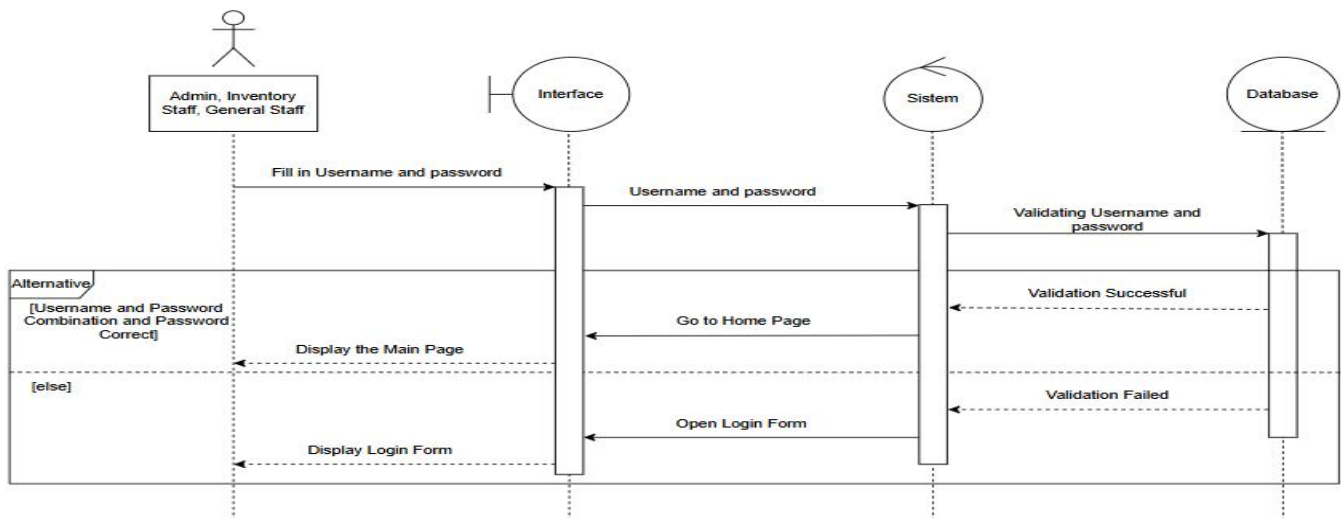 Admin, Inventory
Staff, General Staff
Interface
Sistem
Database
Fill in Username and password
Username and password
Validating Username and
password
Alternative
[Username and Password
Combination and Password
Correct]
Validation Successful
Go to Home Page
Display the Main Page
[else]
Validation Failed
Open Login Form
Display Login Form